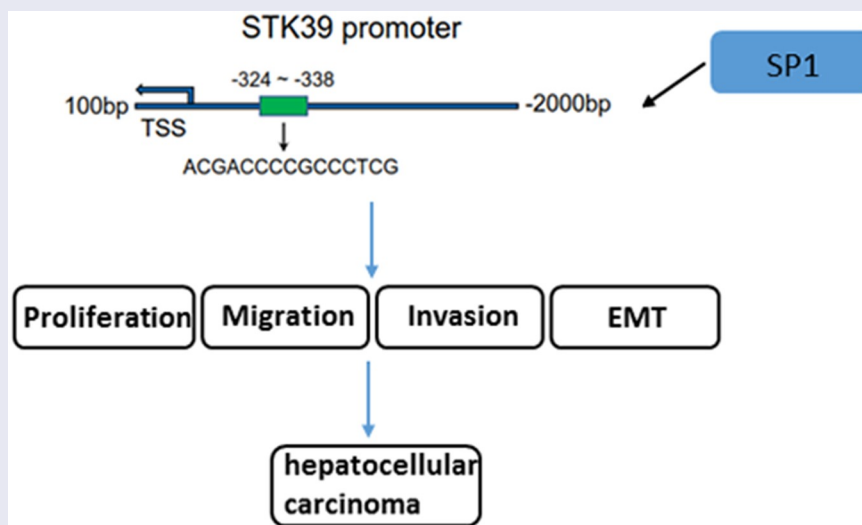 STK39 promoter
SP1
-324 ~ -338
100bp
-2000bp
TSS
ACGACCCCGCCCTCG
Proliferation
Migration
Invasion
EMT
hepatocellular
carcinoma